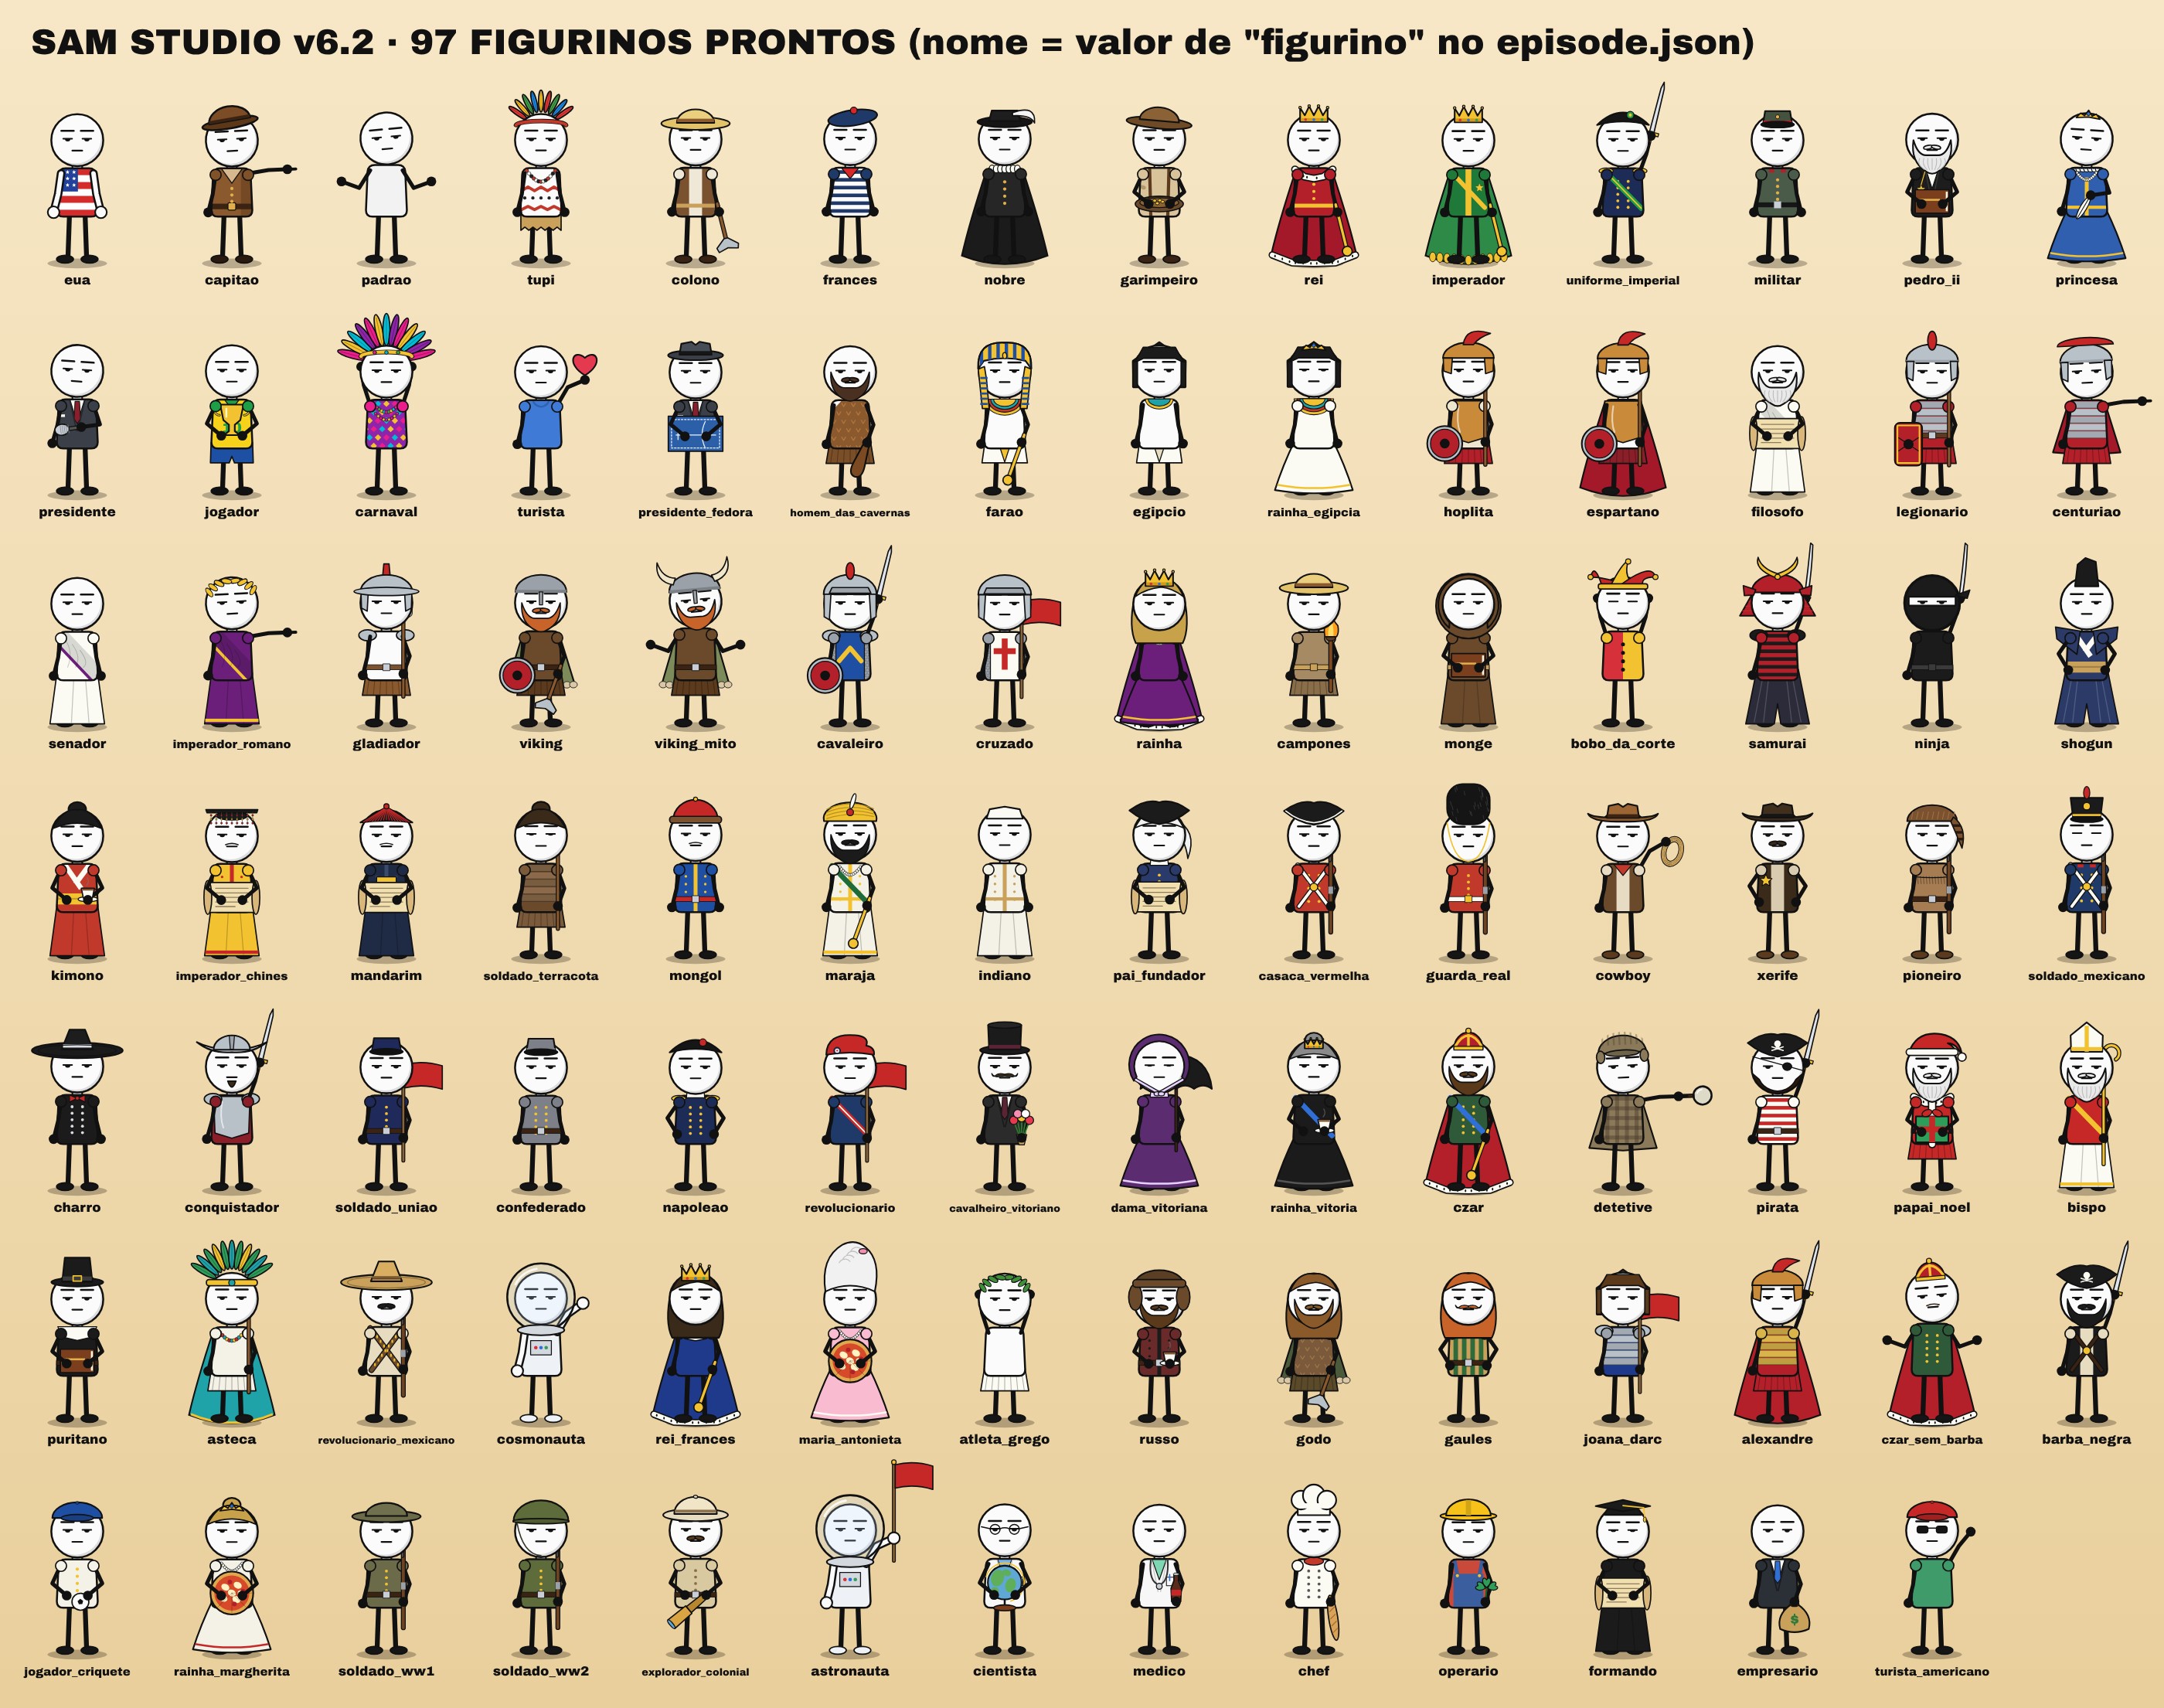 SAM STUDIO v6.2 · 97 FIGURINOS PRONTOS (nome = valor de "figurino" no episode.json)
eua capitao padrao tupi colono frances nobre garimpeiro rei imperador uniforme_imperial militar pedro_ii princesa
presidente jogador carnaval turista presidente_fedora homem_das_cavernas farao egipcio rainha_egipcia hoplita espartano filosofo legionario centuriao
senador imperador_romano gladiador viking viking_mito cavaleiro cruzado rainha campones monge bobo_da_corte samurai ninja shogun
kimono imperador_chines mandarim soldado_terracota mongol maraja indiano pai_fundador casaca_vermelha guarda_real cowboy xerife pioneiro soldado_mexicano
charro conquistador soldado_uniao confederado napoleao revolucionario cavalheiro_vitoriano dama_vitoriana rainha_vitoria czar detetive pirata papai_noel bispo
puritano asteca revolucionario_mexicano cosmonauta rei_frances maria_antonieta atleta_grego russo godo gaules joana_darc alexandre czar_sem_barba barba_negra
$
jogador_criquete rainha_margherita soldado_ww1 soldado_ww2 explorador_colonial astronauta cientista medico chef operario formando empresario turista_americano